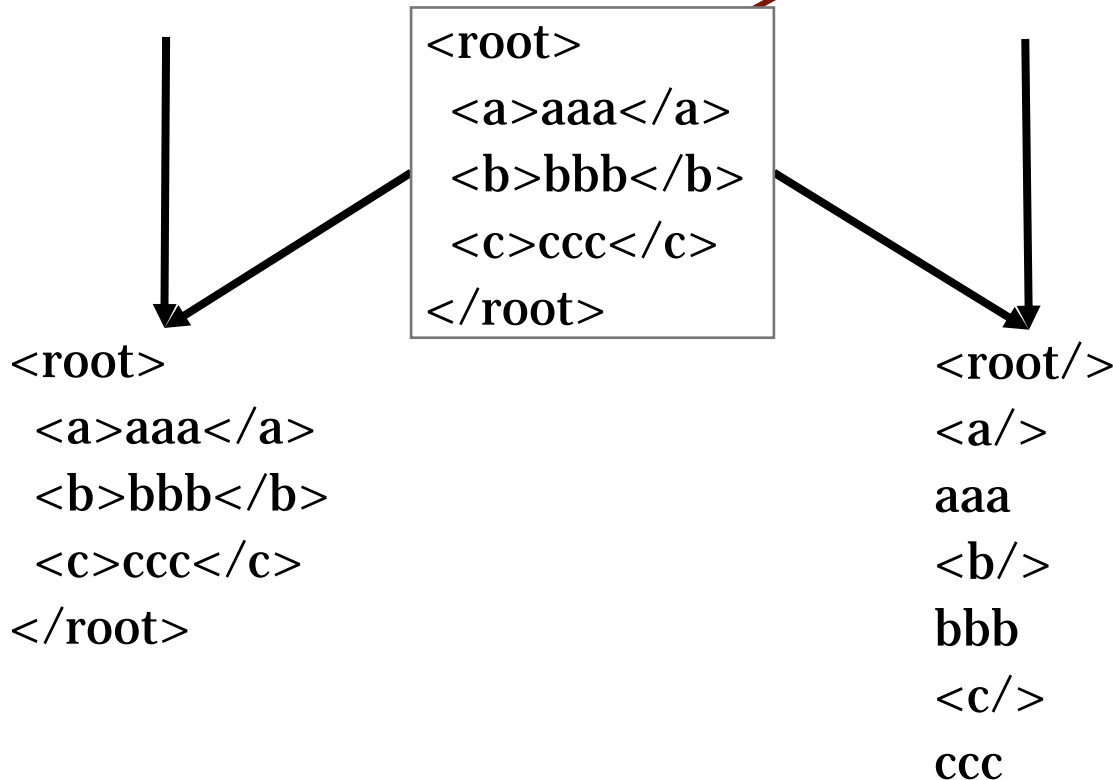 <root>
<a>aaa</a>
<b>bbb</b>
<c>ccc</c>
</root>
<root>
<a>aaa</a>
<b>bbb</b>
<c>ccc</c>
</root>
<root/>
<a/>
aaa
<b/>
bbb
<c/>
ccc